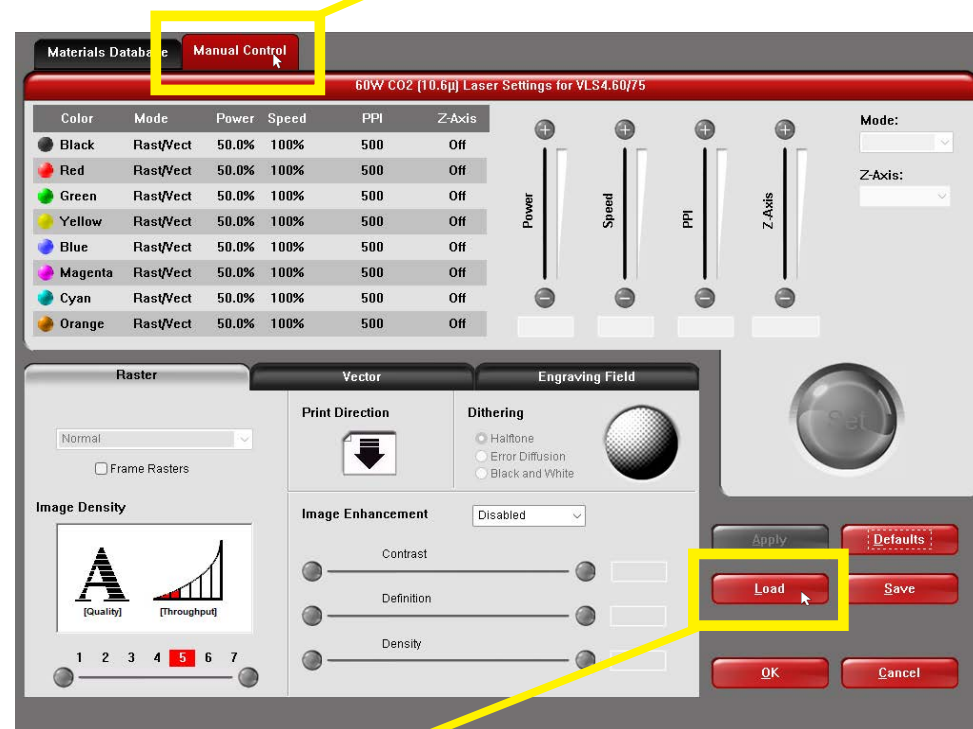 Materials Database Manual Control
60W CO2 (10.6µ) Laser Settings for VLS4.60/75
Color Mode Power Speed PPI Z-Axis
Black Rast/Vect 50.0% 100% 500 Off
Red Rast/Vect 50.0% 100% 500 Off
Green Rast/Vect 50.0% 100% 500 Off
Yellow Rast/Vect 50.0% 100% 500 Off
Blue Rast/Vect 50.0% 100% 500 Off
Magenta Rast/Vect 50.0% 100% 500 Off
Cyan Rast/Vect 50.0% 100% 500 Off
Orange Rast/Vect 50.0% 100% 500 Off
Power
Speed
PPI
Z-Axis
Mode:
Z-Axis:
Set
Raster Vector Engraving Field
Normal
Frame Rasters
Print Direction
Dithering
Halftone
Error Diffusion
Black and White
Image Density
A
[Quality] [Throughput]
1 2 3 4 5 6 7
Image Enhancement Disabled
Contrast
Definition
Density
Apply Defaults
Load Save
OK Cancel